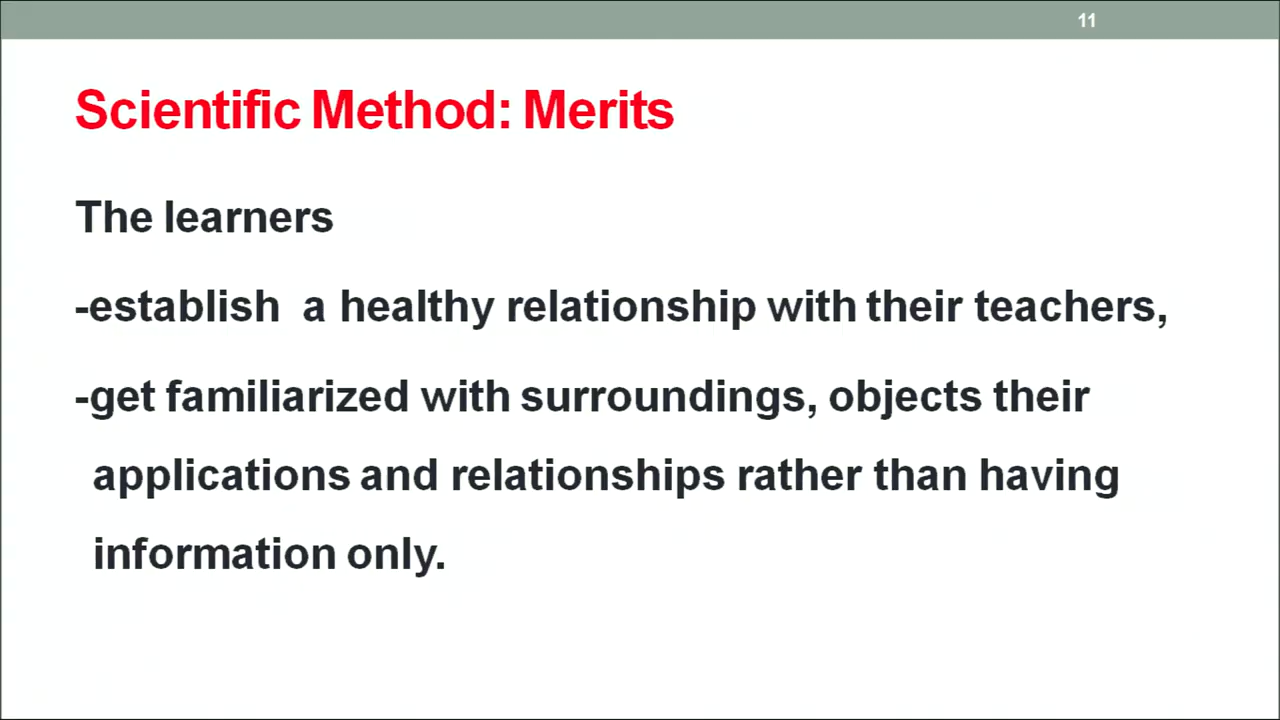 11
Scientific Method: Merits
The learners
-establish a healthy relationship with their teachers,
-get familiarized with surroundings, objects their
applications and relationships rather than having
information only.